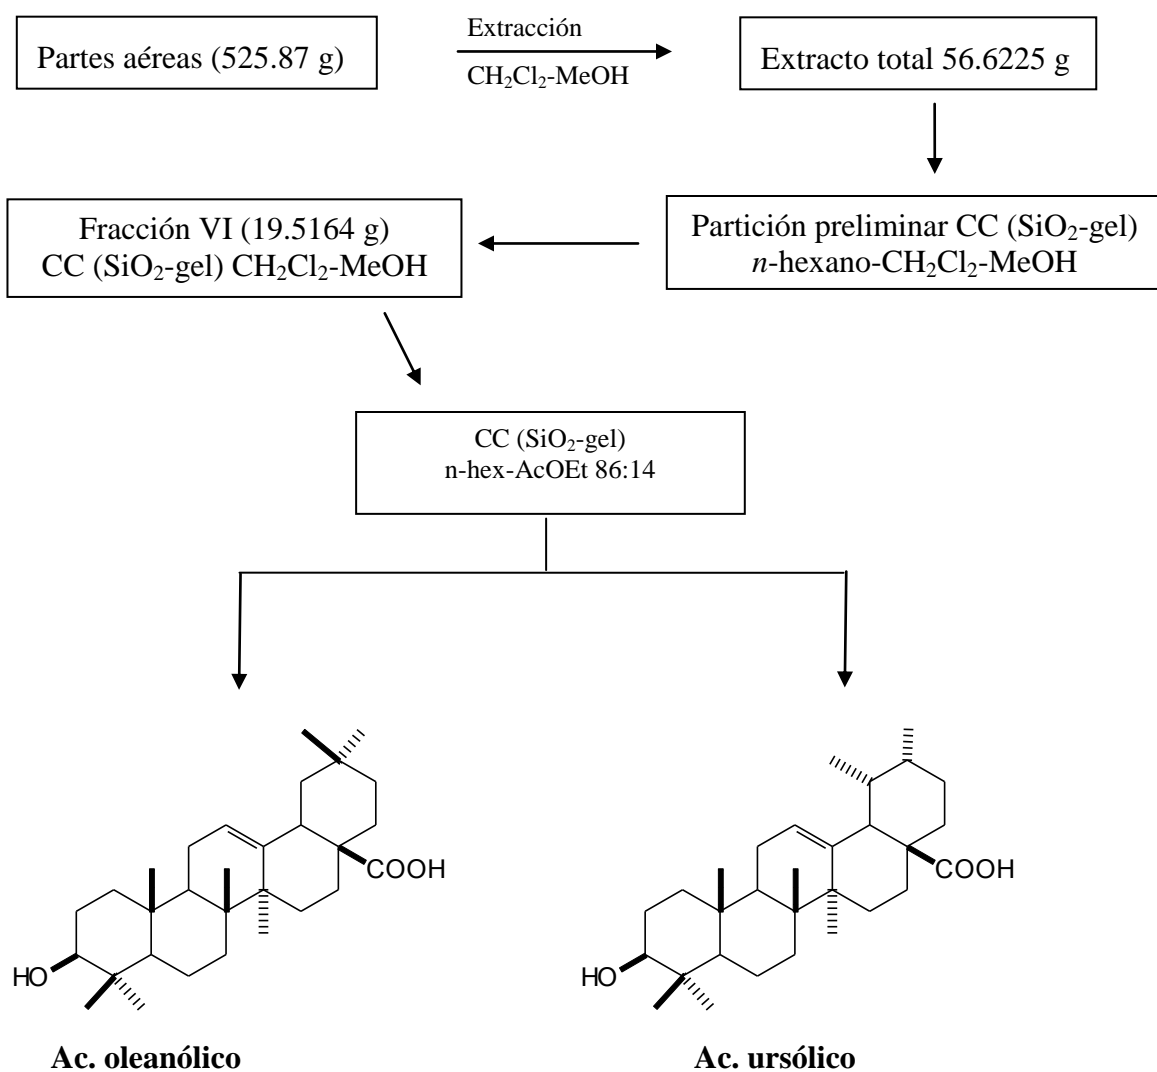 Partes aéreas (525.87 g)
Extracción
CH₂Cl₂-MeOH
Extracto total 56.6225 g
Partición preliminar CC (SiO₂-gel)
n-hexano-CH₂Cl₂-MeOH
Fracción VI (19.5164 g)
CC (SiO₂-gel) CH₂Cl₂-MeOH
CC (SiO₂-gel)
n-hex-AcOEt 86:14
COOH
HO
Ac. oleanólico
COOH
HO
Ac. ursólico